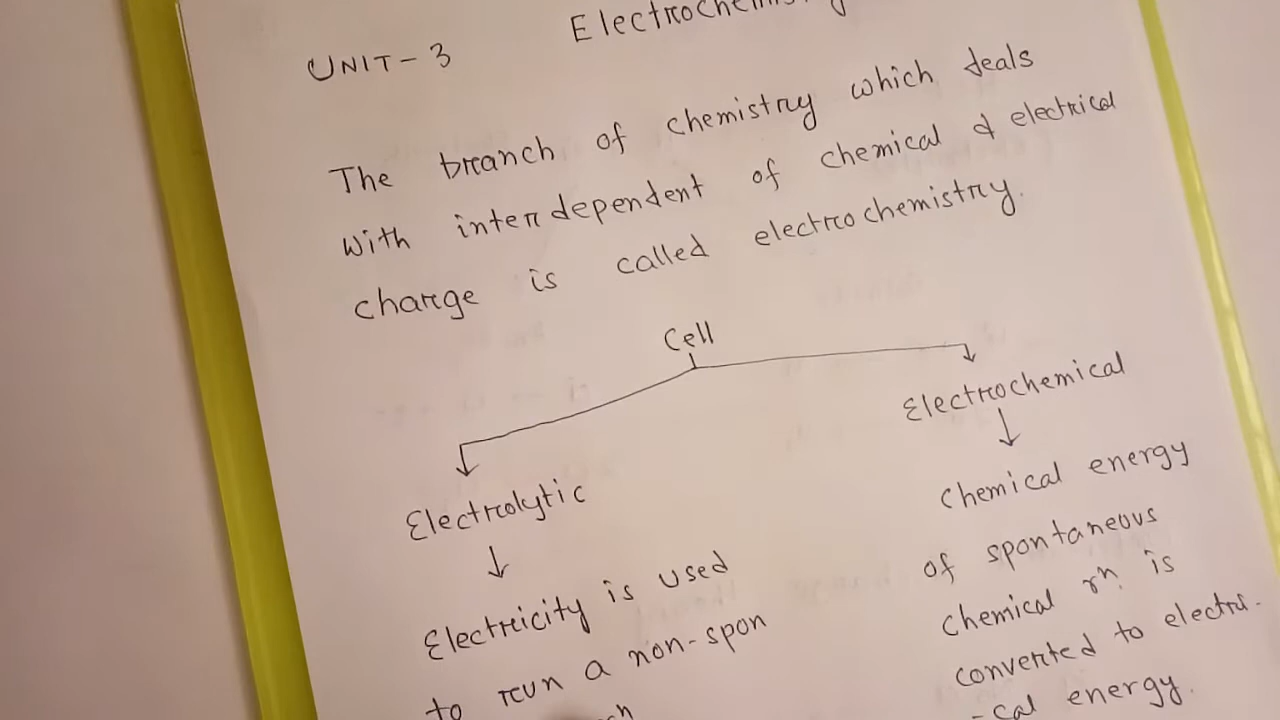 UNIT-3 Electrochemistry
The branch of chemistry which deals
with interdependent of chemical & electrical
charge is called electrochemistry.
Cell
Electrolytic
↓
Electricity is used
to run a non-spon
Electrochemical
↓
Chemical energy
of spontaneous
chemical rⁿ. is
converted to electri-
-cal energy.